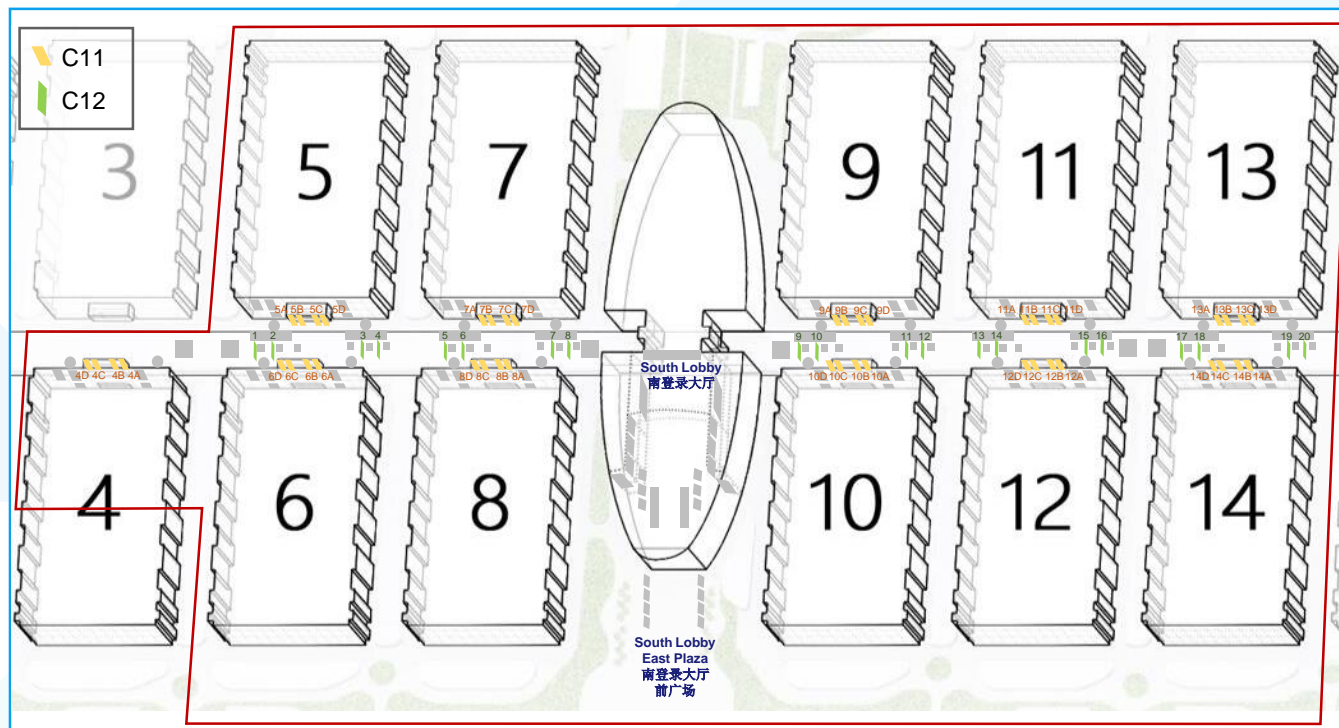 C11
C12
3
5
7
9
11
13
5A 5B 5C 5D
7A 7B 7C 7D
9A 9B 9C 9D
11A 11B 11C 11D
13A 13B 13C 13D
1 2
3 4
5 6
7 8
9 10
11 12
13 14
15 16
17 18
19 20
4D 4C 4B 4A
6D 6C 6B 6A
8D 8C 8B 8A
South Lobby
南登录大厅
10D 10C 10B 10A
12D 12C 12B 12A
14D 14C 14B 14A
4
6
8
10
12
14
South Lobby
East Plaza
南登录大厅
前广场